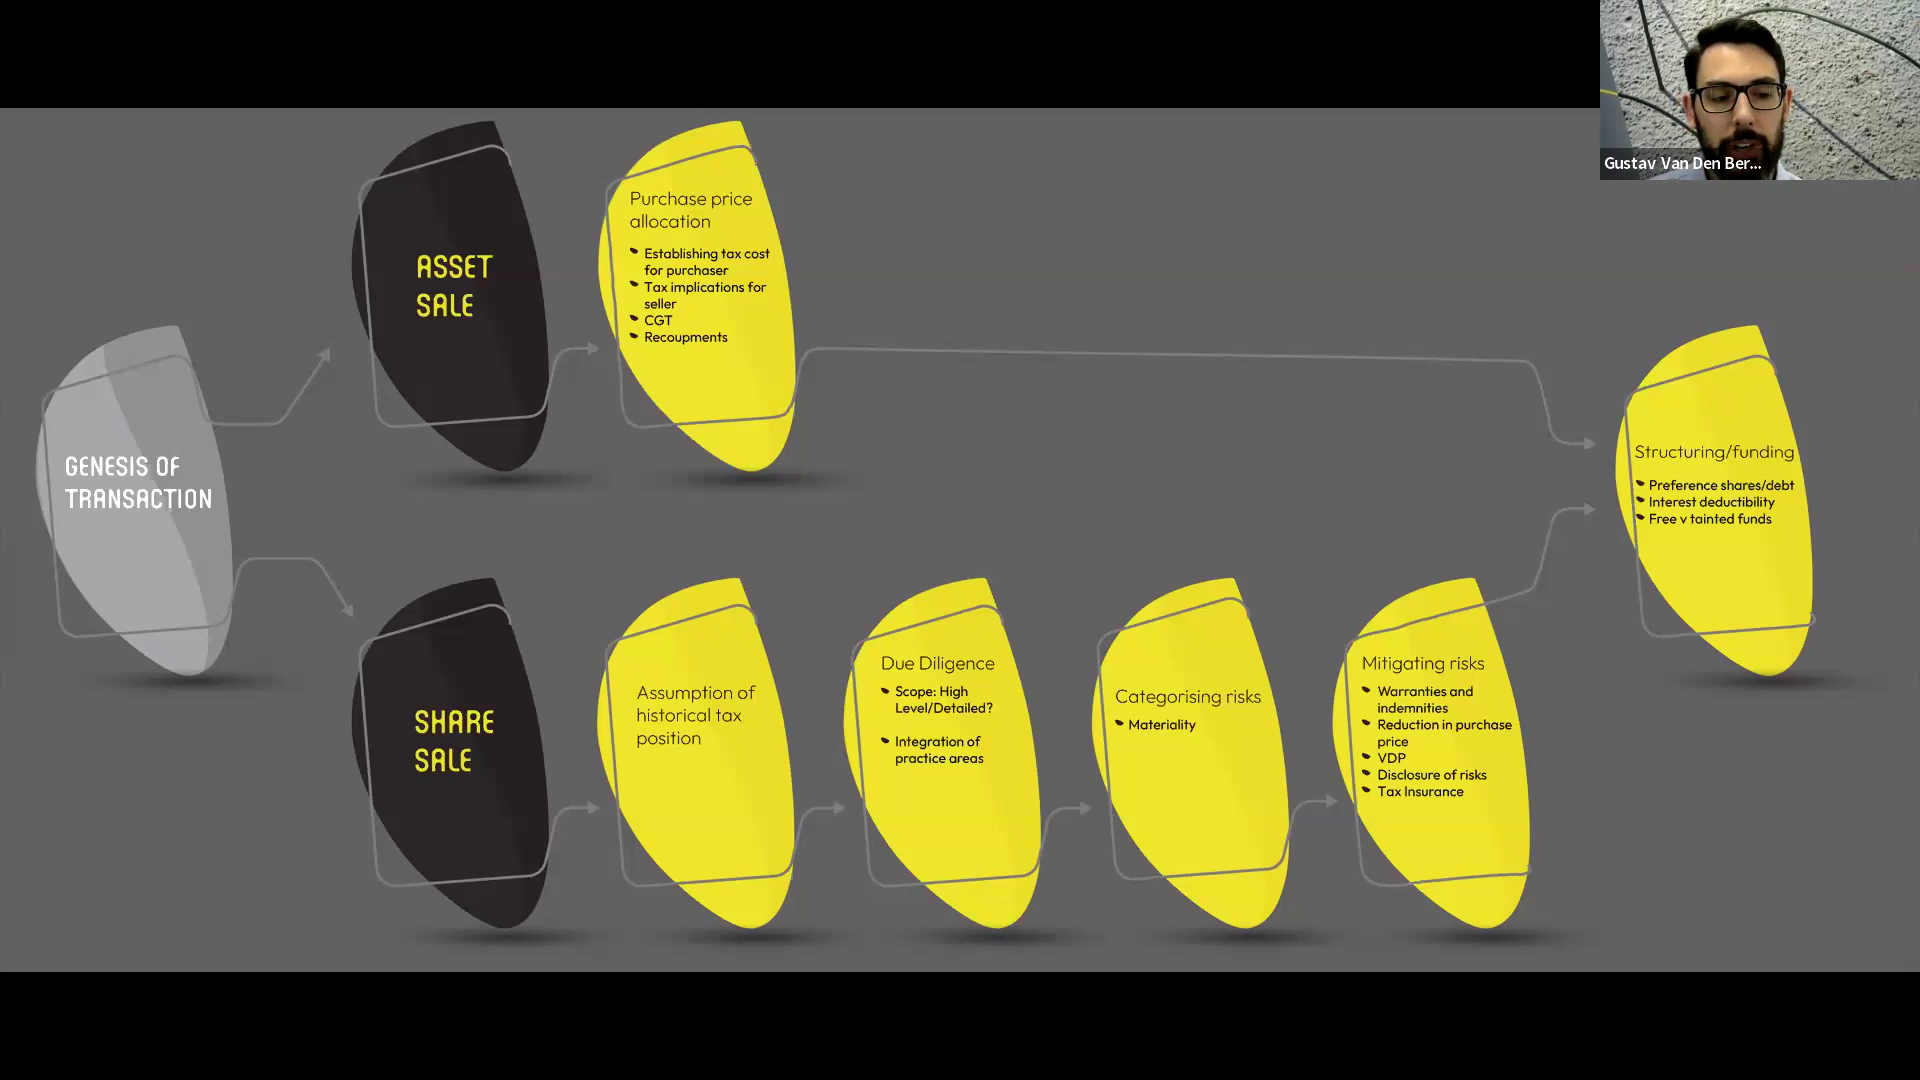 Gustav Van Den Ber...
GENESIS OF
TRANSACTION
ASSET
SALE
Purchase price
allocation
Establishing tax cost
for purchaser
Tax implications for
seller
CGT
Recoupments
SHARE
SALE
Assumption of
historical tax
position
Due Diligence
Scope: High
Level/Detailed?
Integration of
practice areas
Categorising risks
Materiality
Mitigating risks
Warranties and
indemnities
Reduction in purchase
price
VDP
Disclosure of risks
Tax Insurance
Structuring/funding
Preference shares/debt
Interest deductibility
Free v tainted funds